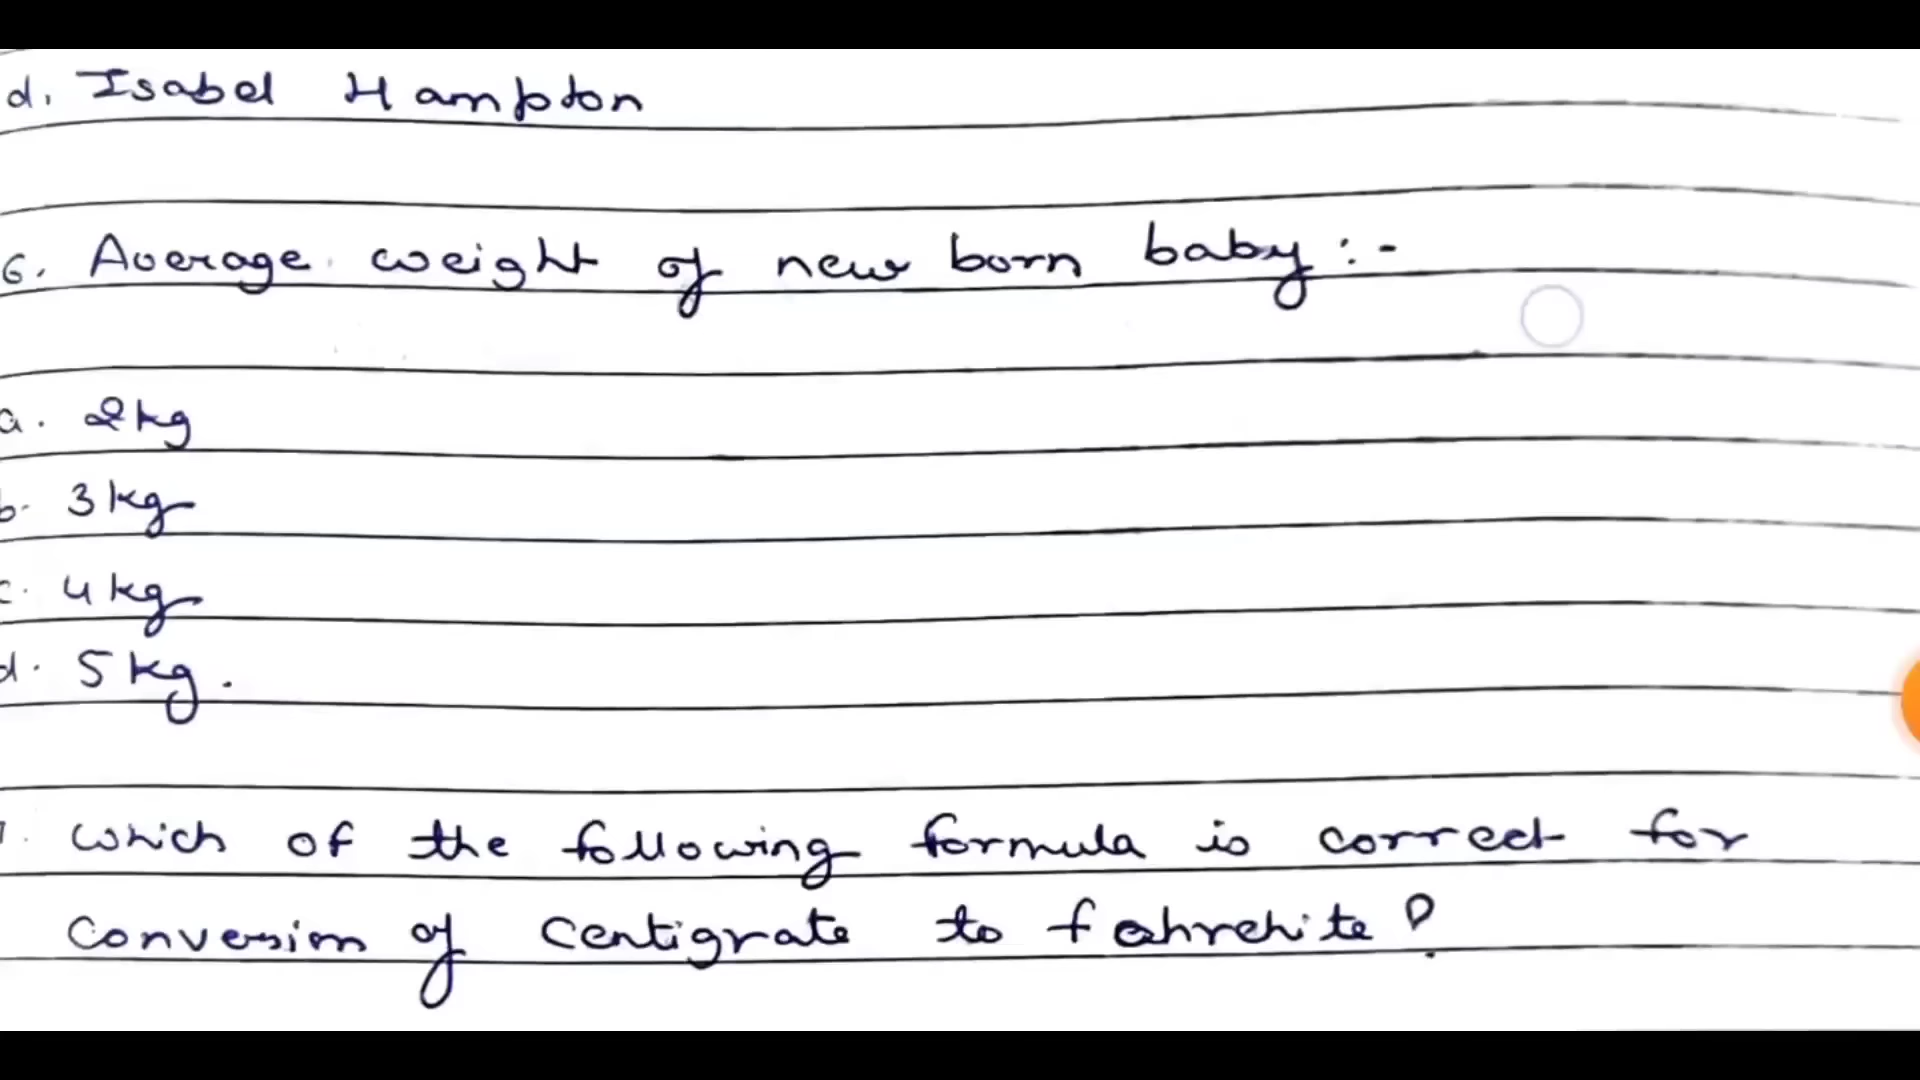 d. Isabel Hampton
6. Average weight of new born baby :-
a. 2kg
b. 3kg
c. 4kg
d. 5kg.
7. Which of the following formula is correct for
conversion of centigrate to fahrehite ?